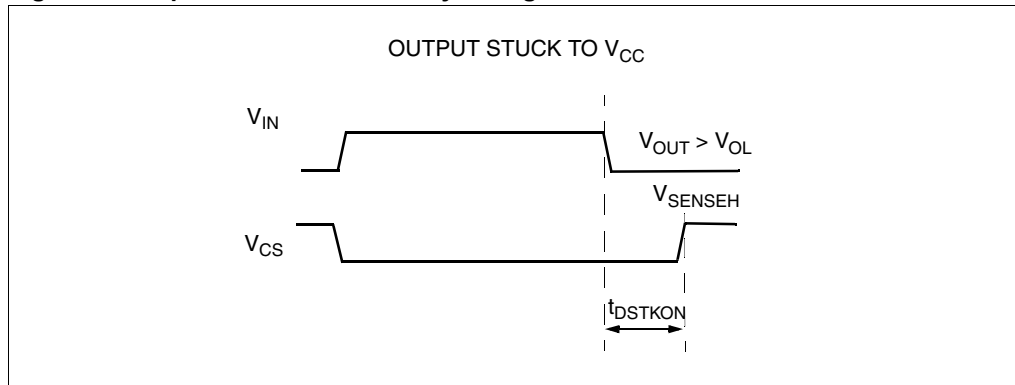 OUTPUT STUCK TO VCC
VIN
VOUT > VOL
VSENSEH
VCS
tDSTKON